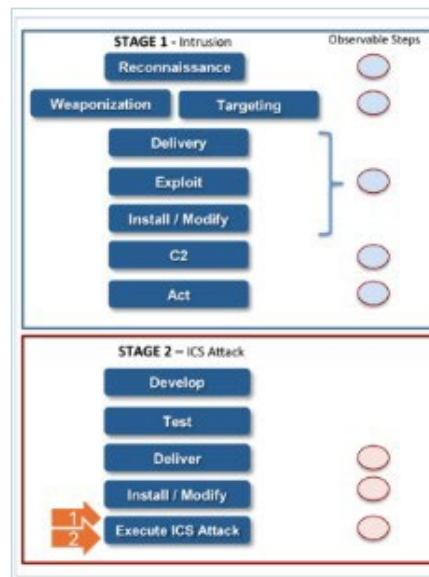 STAGE 1 - Intrusion Observable Steps
Reconnaissance
Weaponization Targeting
Delivery
Exploit
Install / Modify
C2
Act
STAGE 2 – ICS Attack
Develop
Test
Deliver
Install / Modify
1
2 Execute ICS Attack